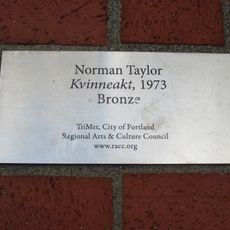 Norman Taylor
Kvinneakt, 1973
Bronze
TriMet, City of Portland
Regional Arts & Culture Council
www.racc.org